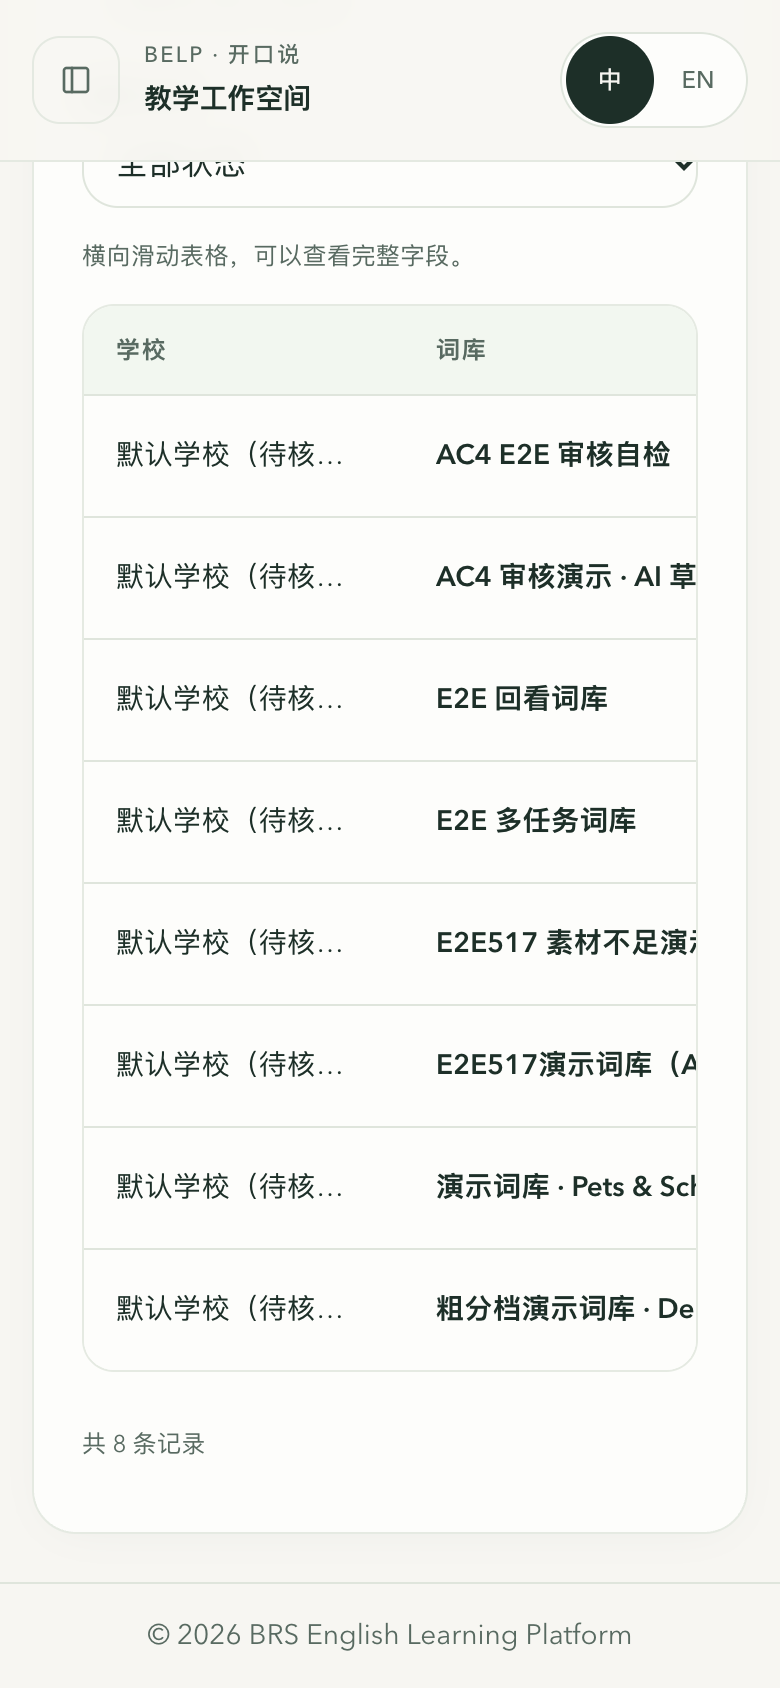 BELP · 开口说
教学工作空间
中
EN
全部状态
横向滑动表格，可以查看完整字段。
学校 词库
默认学校（待核… AC4 E2E 审核自检
默认学校（待核… AC4 审核演示 · AI 草
默认学校（待核… E2E 回看词库
默认学校（待核… E2E 多任务词库
默认学校（待核… E2E517 素材不足演
默认学校（待核… E2E517演示词库（A
默认学校（待核… 演示词库 · Pets & Sch
默认学校（待核… 粗分档演示词库 · De
共 8 条记录
© 2026 BRS English Learning Platform